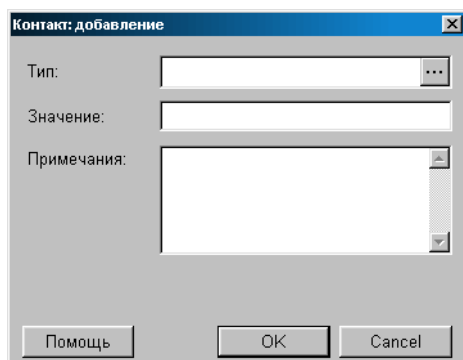 Контакт: добавление
Тип:
Значение:
Примечания:
Помощь OK Cancel